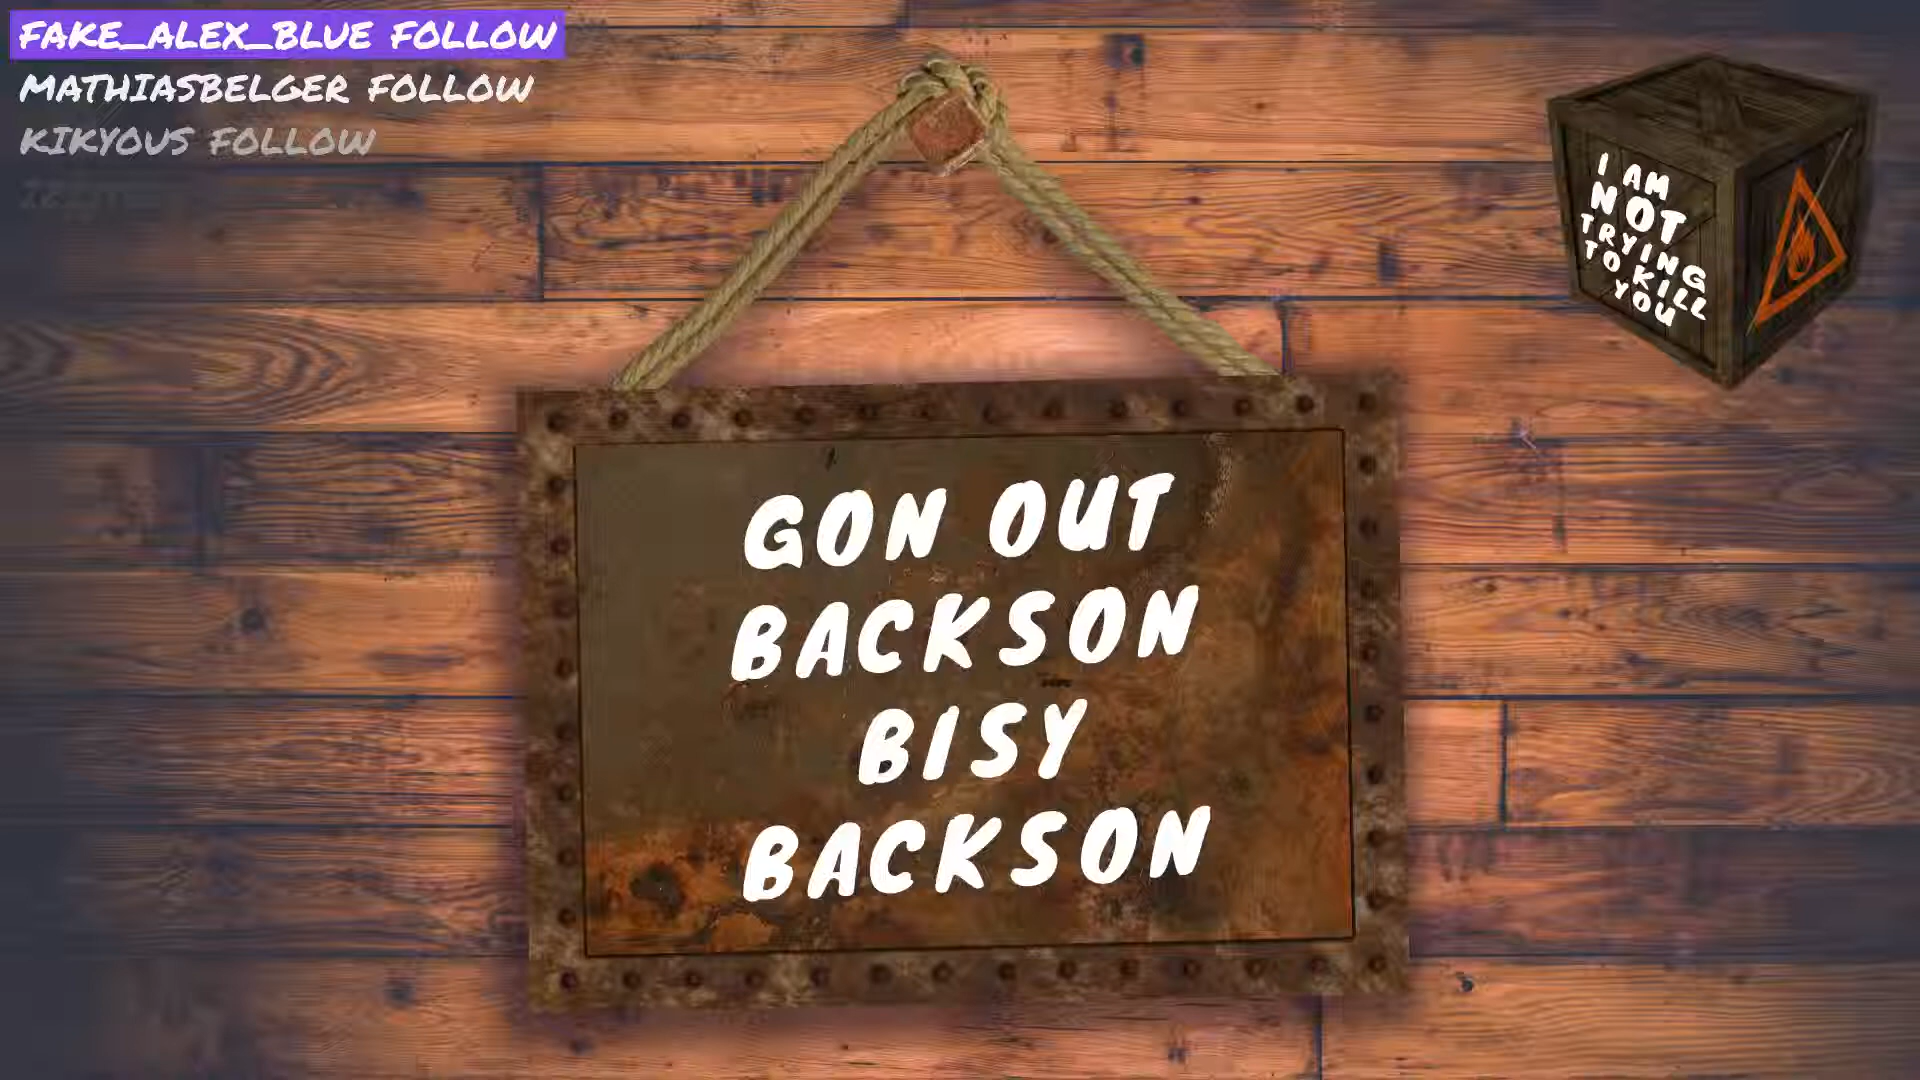 FAKE_ALEX_BLUE FOLLOW
MATHIASBELGER FOLLOW
KIKYOUS FOLLOW
I AM
NOT
TRYING
TO KILL
YOU
GON OUT
BACKSON
BISY
BACKSON